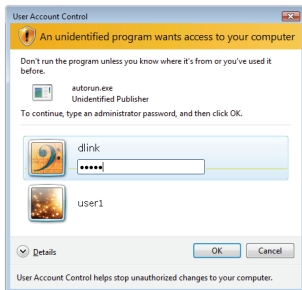 User Account Control
An unidentified program wants access to your computer
Don't run the program unless you know where it's from or you've used it
before.
autorun.exe
Unidentified Publisher
To continue, type an administrator password, and then click OK.
dlink
•••••
user1
Details
OK Cancel
User Account Control helps stop unauthorized changes to your computer.